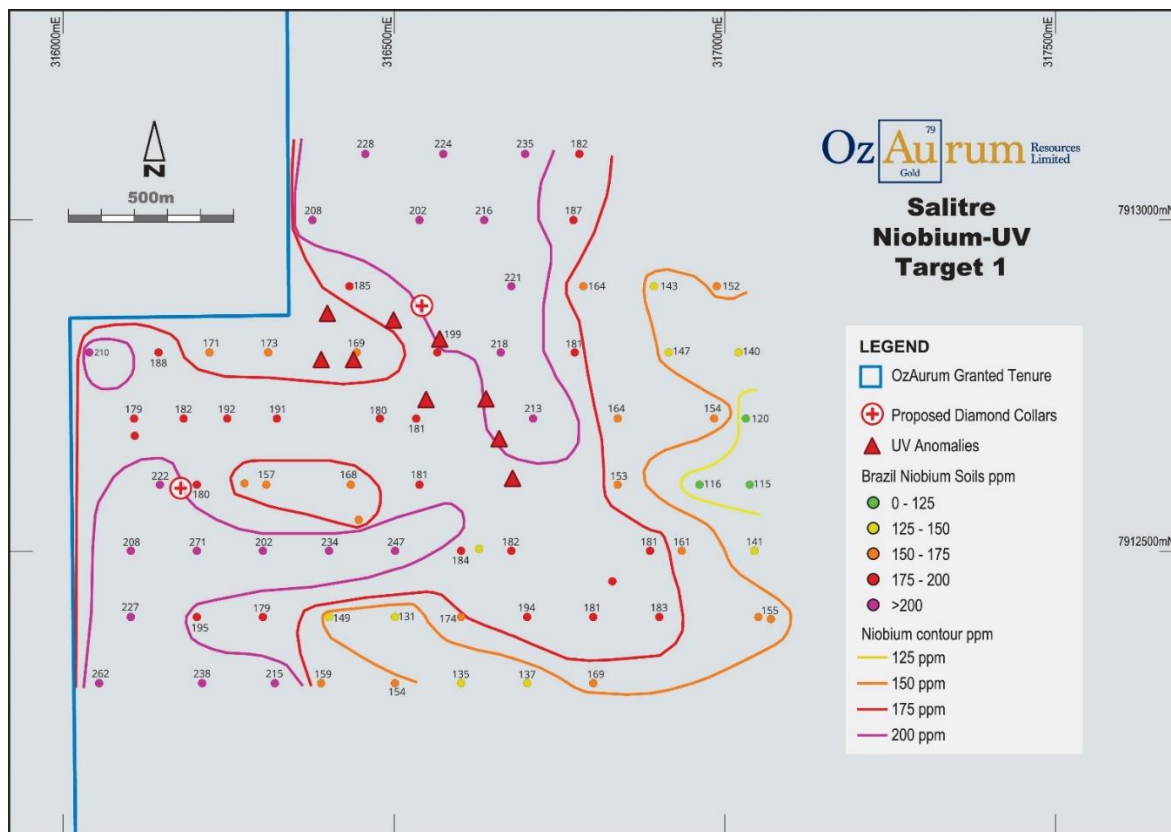 316000mE
316500mE
317000mE
317500mE
N
500m
79
Oz Au rum Resources
Limited
Gold
Salitre
Niobium-UV
Target 1
7913000mN
7912500mN
228 224 235 182
208 202 216 187
185 221 164 143 152
199
210 188 171 173 169 218 181 147 140
179 182 192 191 180 181 213 164 154 120
222 180 157 168 181 153 116 115
208 271 202 234 247 184 182 181 161 141
227 195 179 149 131 174 194 181 183 155
262 238 215 159 154 135 137 169
LEGEND
OzAurum Granted Tenure
Proposed Diamond Collars
UV Anomalies
Brazil Niobium Soils ppm
0 - 125
125 - 150
150 - 175
175 - 200
>200
Niobium contour ppm
125 ppm
150 ppm
175 ppm
200 ppm